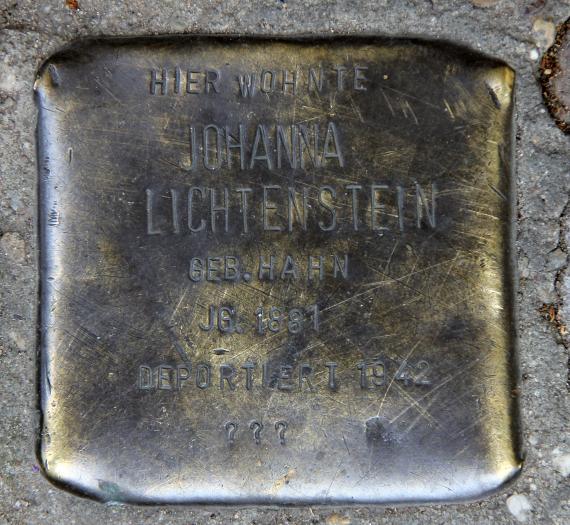 HIER WOHNTE
JOHANNA
LICHTENSTEIN
GEB. HAHN
JG. 1881
DEPORTIERT 1942
???